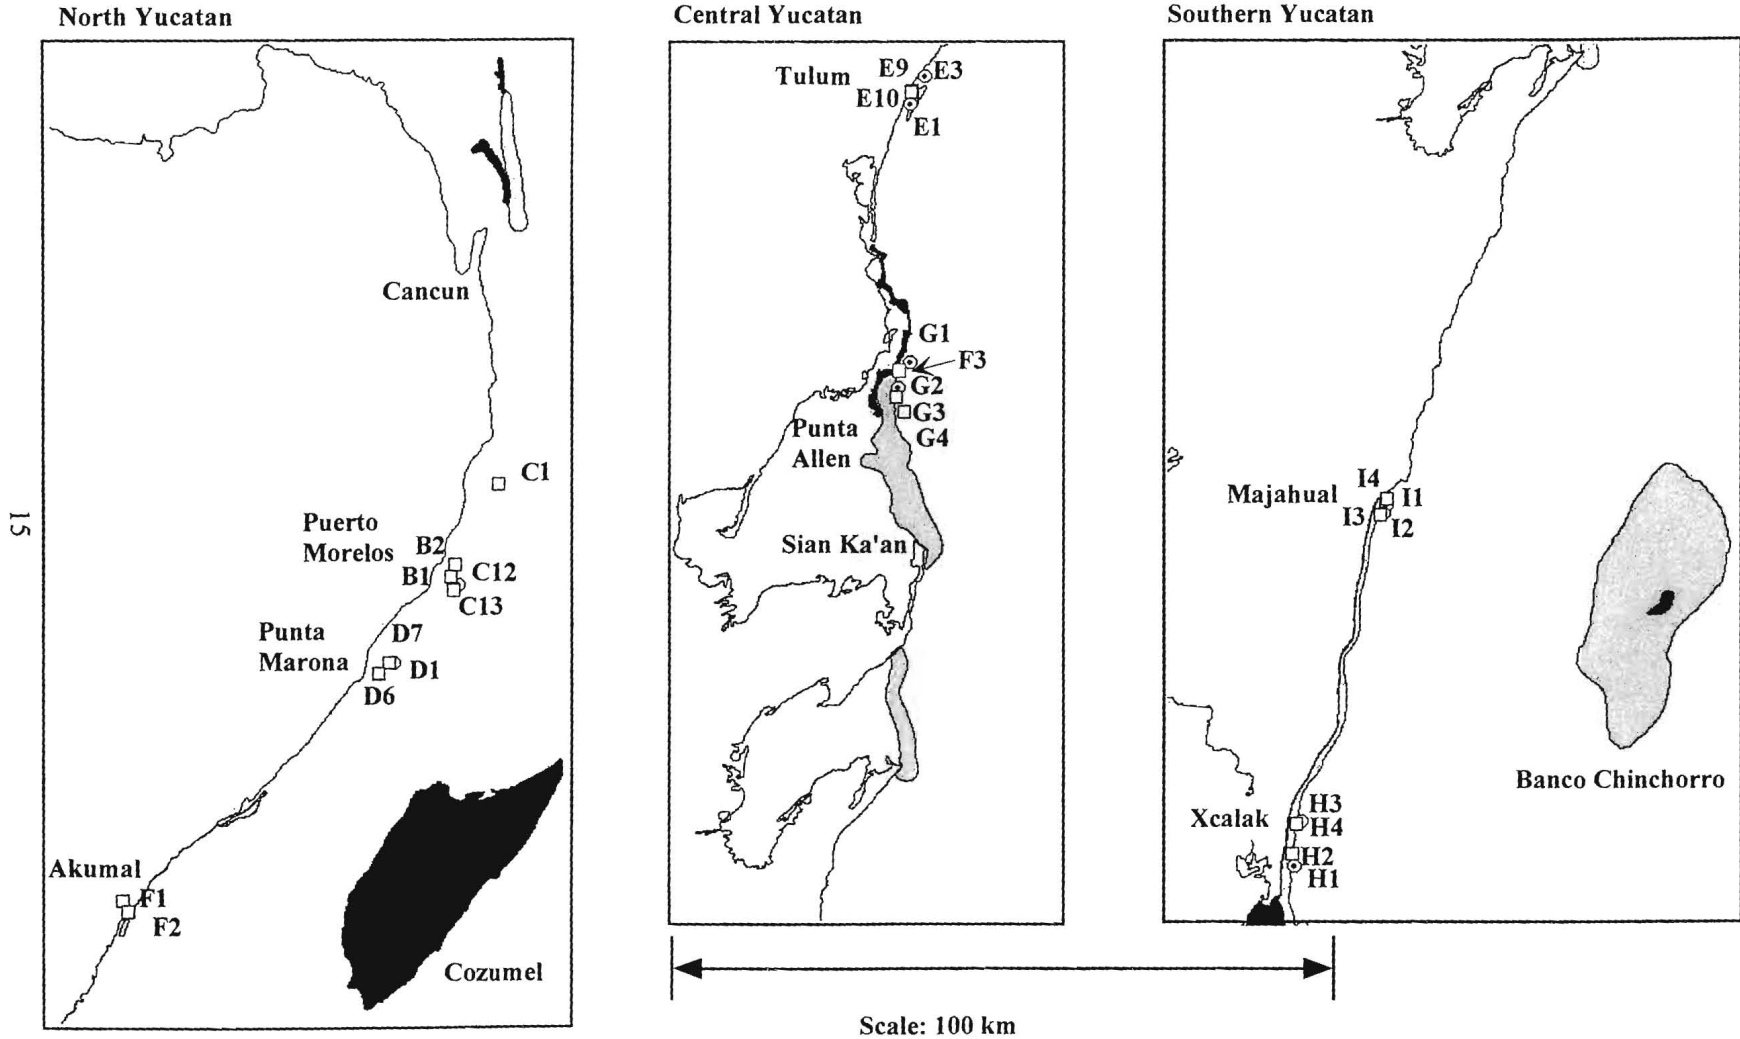 North Yucatan
Central Yucatan
Southern Yucatan
Cancun
C1
Puerto
Morelos
B2
B1
C12
C13
Punta
Marona
D7
D1
D6
Akumal
F1
F2
Cozumel
Tulum
E9
E3
E10
E1
G1
F3
G2
G3
G4
Punta
Allen
Sian Ka'an
Majahual
I4
I1
I3
I2
Banco Chinchorro
Xcalak
H3
H4
H2
H1
Scale: 100 km
15